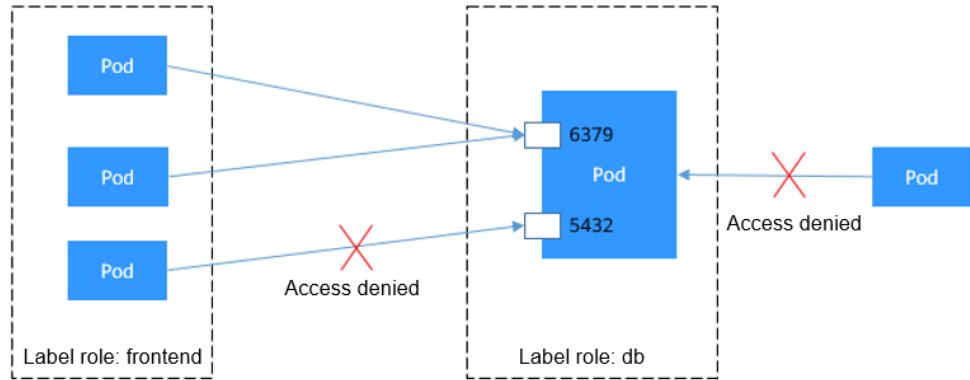 Pod
Pod
Pod
Label role: frontend
Access denied
6379
Pod
5432
Label role: db
Access denied
Pod